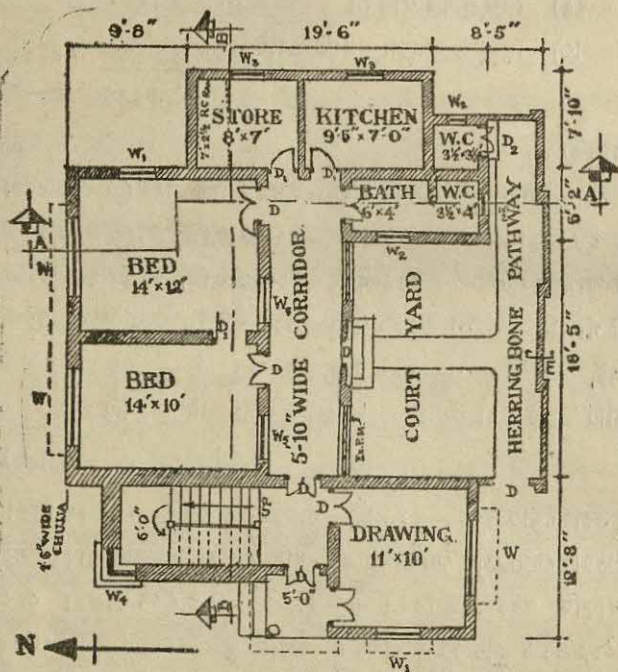 9'-8"
19'-6"
8'-5"
B
W3
W3
W2
STORE
8'×7'
KITCHEN
9'5"×7'-0"
W.C
3½×3½
D2
7'-10"
W1
D1
D1
BATH
6'×4'
W.C
3½×4'
A
6'-2"
A
D
W
BED
14'×12'
W2
W6
5-10" WIDE CORRIDOR.
COURT YARD
HERRING BONE PATHWAY
18'-5"
D
D
D
W
BED
14'×10'
W5
D
D
D
4'6" WIDE
CHUJJA
6'-0"
UP
DRAWING.
11'×10'
W
12'-8"
W4
D
5'-0"
B
N
W3